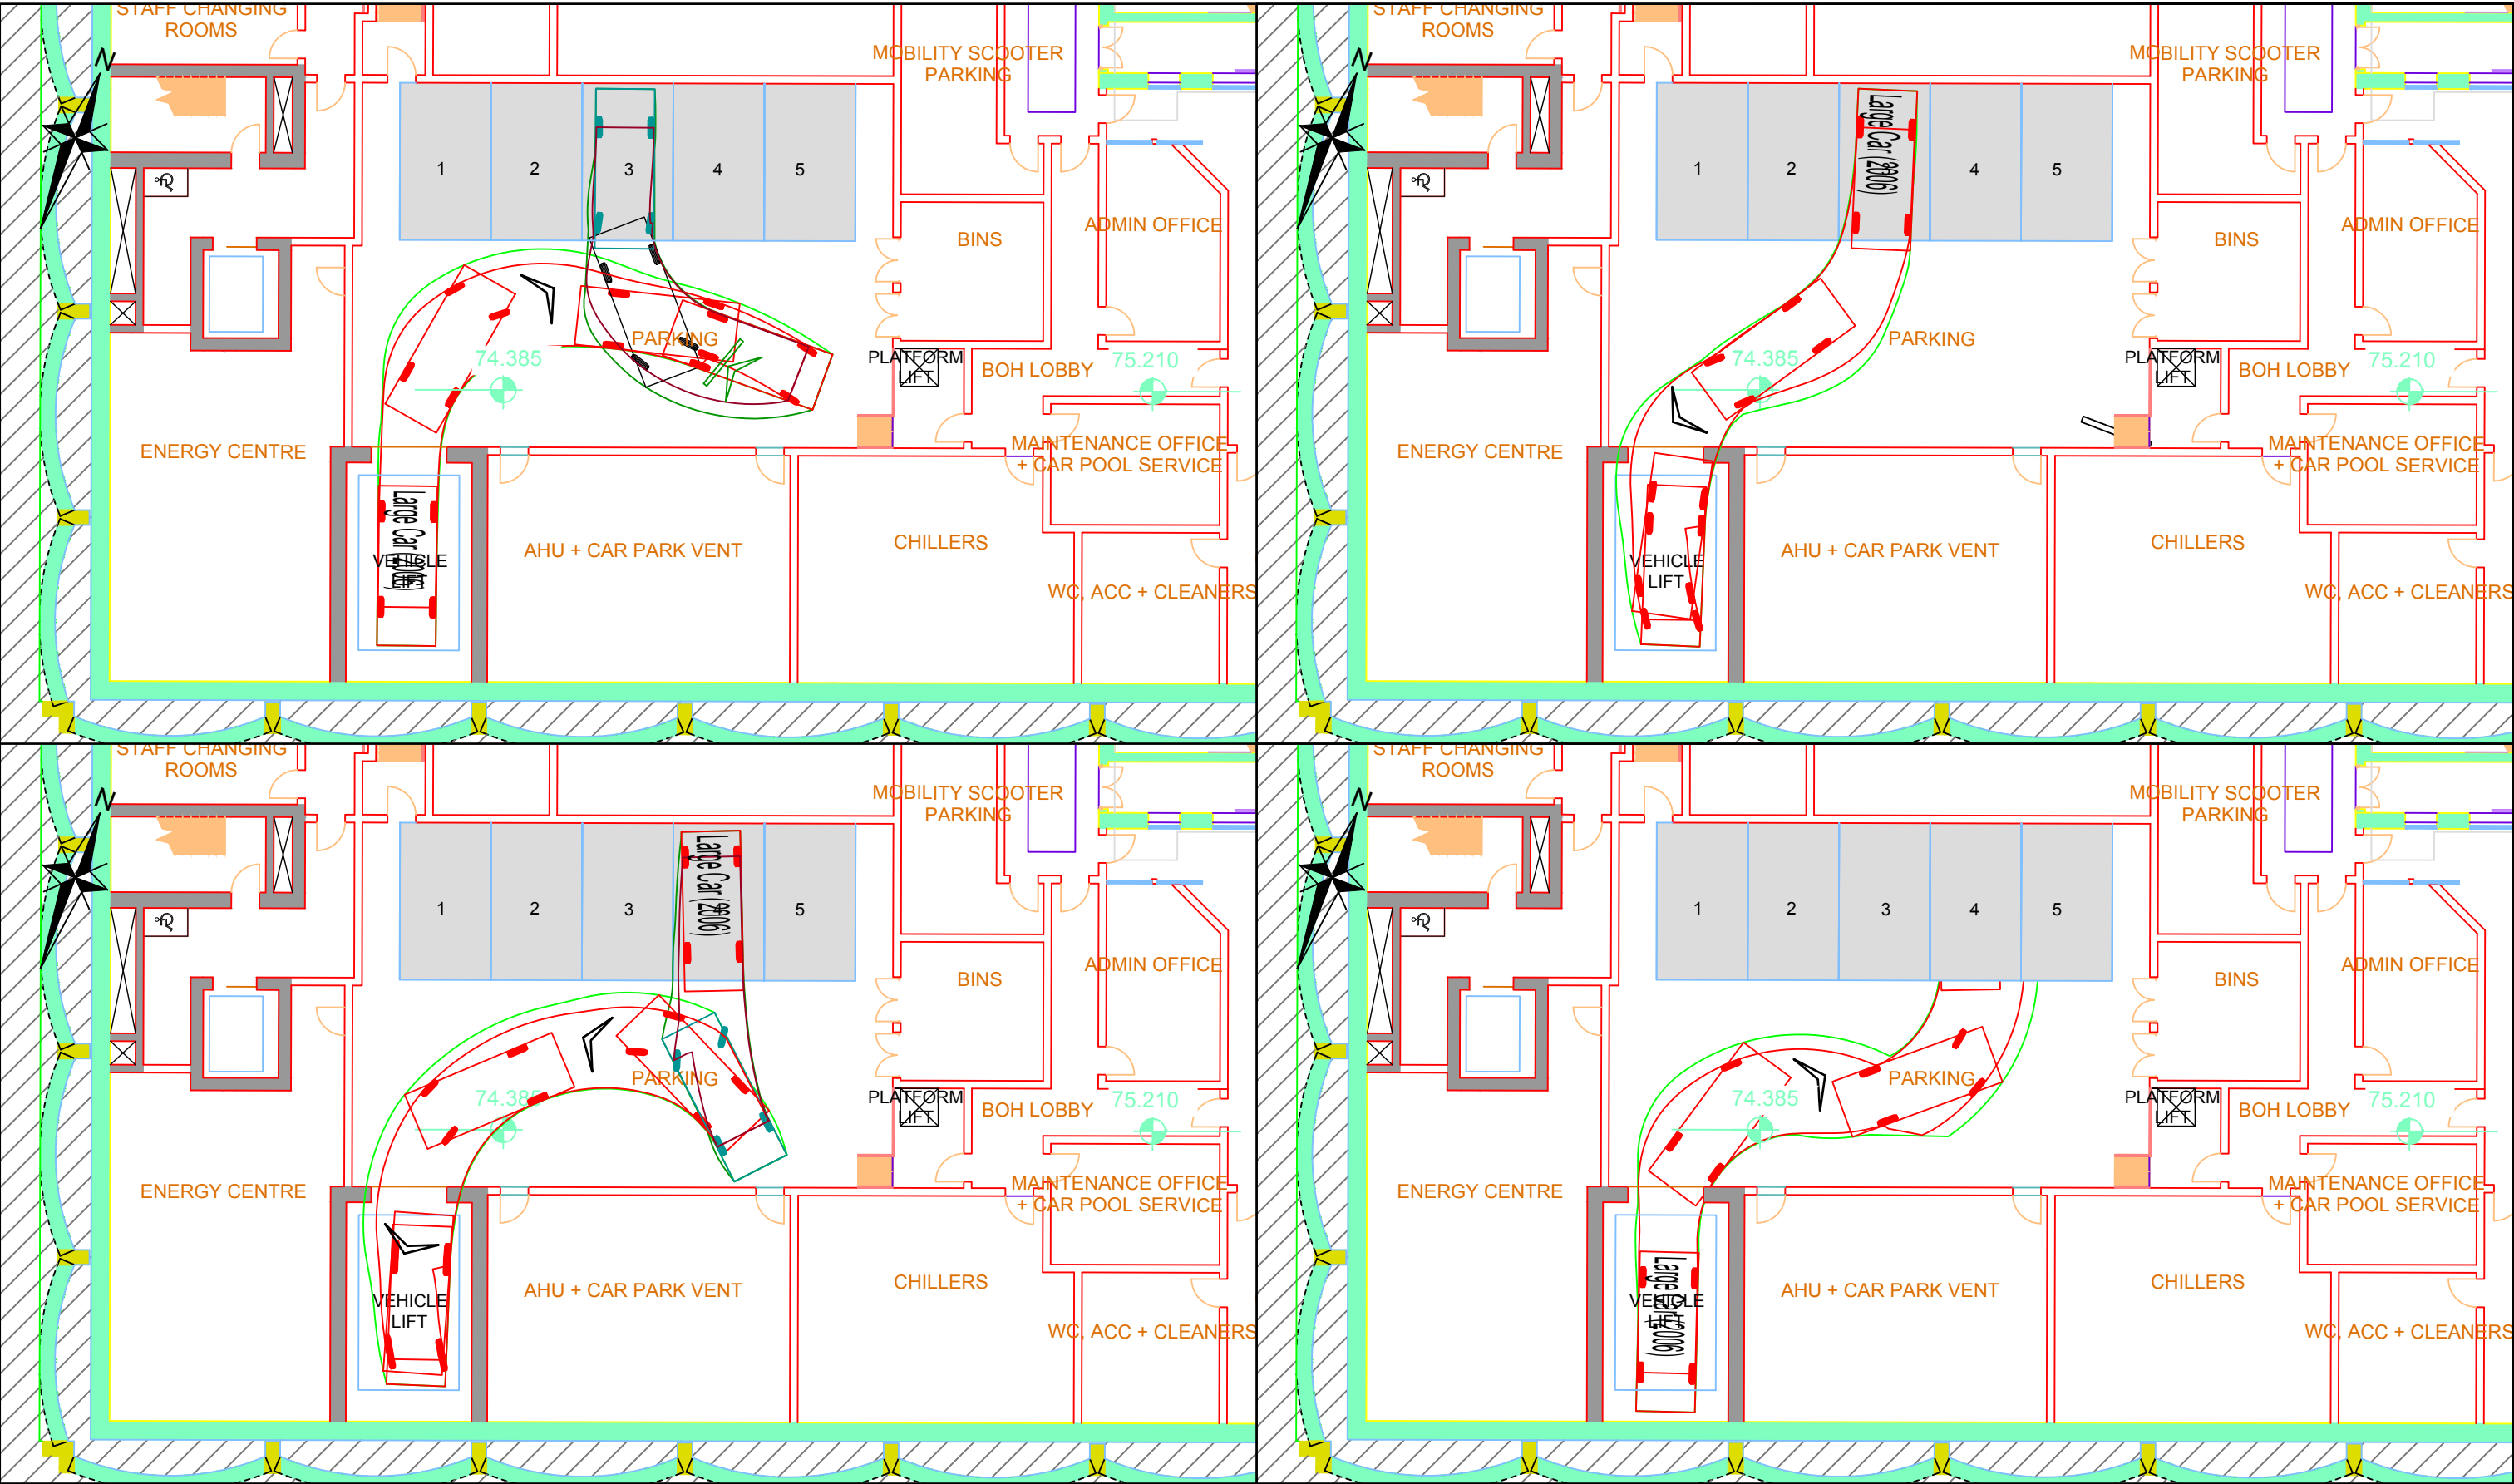 STAFF CHANGING
ROOMS
N
MOBILITY SCOOTER
PARKING
1
2
3
4
5
ADMIN OFFICE
BINS
PARKING
74.385
PLATFORM
LIFT
BOH LOBBY
75.210
ENERGY CENTRE
MAINTENANCE OFFICE
+ CAR POOL SERVICE
Large Car (2006)
VEHICLE
LIFT
AHU + CAR PARK VENT
CHILLERS
WC, ACC + CLEANERS
STAFF CHANGING
ROOMS
N
MOBILITY SCOOTER
PARKING
Large Car (2006)
1
2
4
5
ADMIN OFFICE
BINS
PARKING
74.385
PLATFORM
LIFT
BOH LOBBY
75.210
ENERGY CENTRE
MAINTENANCE OFFICE
+ CAR POOL SERVICE
VEHICLE
LIFT
AHU + CAR PARK VENT
CHILLERS
WC, ACC + CLEANERS
STAFF CHANGING
ROOMS
N
MOBILITY SCOOTER
PARKING
Large Car (2006)
1
2
3
4
5
ADMIN OFFICE
BINS
PARKING
74.385
PLATFORM
LIFT
BOH LOBBY
75.210
ENERGY CENTRE
MAINTENANCE OFFICE
+ CAR POOL SERVICE
VEHICLE
LIFT
AHU + CAR PARK VENT
CHILLERS
WC, ACC + CLEANERS
STAFF CHANGING
ROOMS
N
MOBILITY SCOOTER
PARKING
1
2
3
4
5
ADMIN OFFICE
BINS
PARKING
74.385
PLATFORM
LIFT
BOH LOBBY
75.210
ENERGY CENTRE
MAINTENANCE OFFICE
+ CAR POOL SERVICE
Large Car (2006)
VEHICLE
LIFT
AHU + CAR PARK VENT
CHILLERS
WC, ACC + CLEANERS